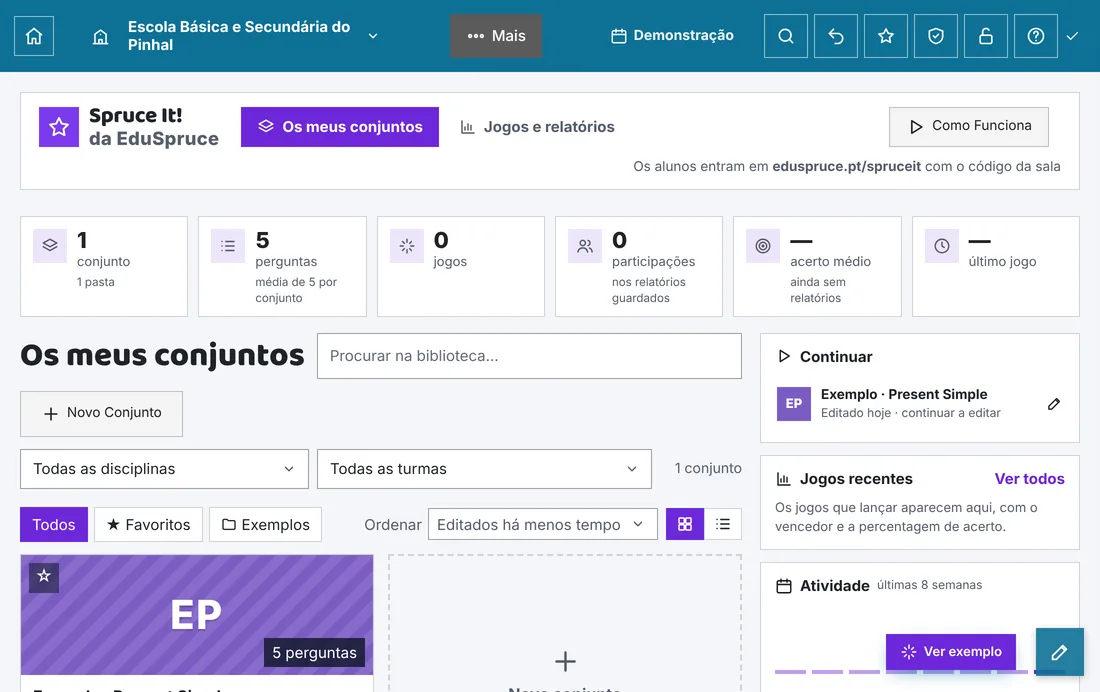 Escola Básica e Secundária do
Pinhal
Mais
Demonstração
Spruce It!
da EduSpruce
Os meus conjuntos
Jogos e relatórios
Como Funciona
Os alunos entram em eduspruce.pt/spruceit com o código da sala
1
conjunto
1 pasta
5
perguntas
média de 5 por
conjunto
0
jogos
0
participações
nos relatórios
guardados
—
acerto médio
ainda sem
relatórios
—
último jogo
Os meus conjuntos
Procurar na biblioteca...
Novo Conjunto
Todas as disciplinas
Todas as turmas
1 conjunto
Todos
★ Favoritos
Exemplos
Ordenar
Editados há menos tempo
EP
5 perguntas
Continuar
EP
Exemplo · Present Simple
Editado hoje · continuar a editar
Jogos recentes
Ver todos
Os jogos que lançar aparecem aqui, com o
vencedor e a percentagem de acerto.
Atividade
últimas 8 semanas
Ver exemplo